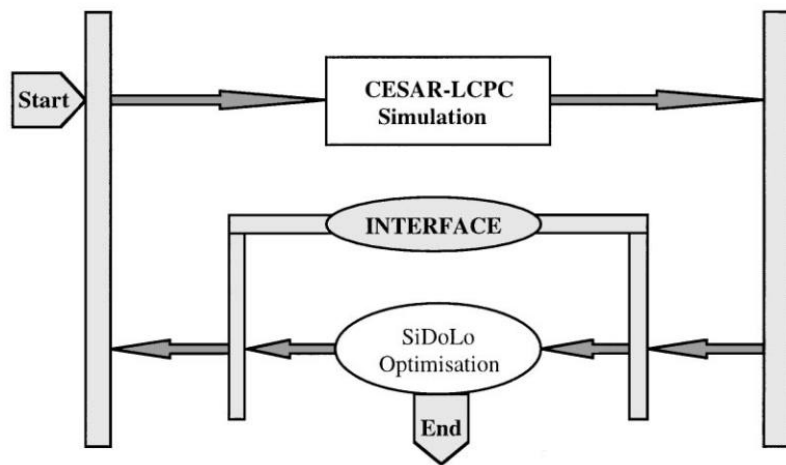 Start
CESAR-LCPC
Simulation
INTERFACE
SiDoLo
Optimisation
End